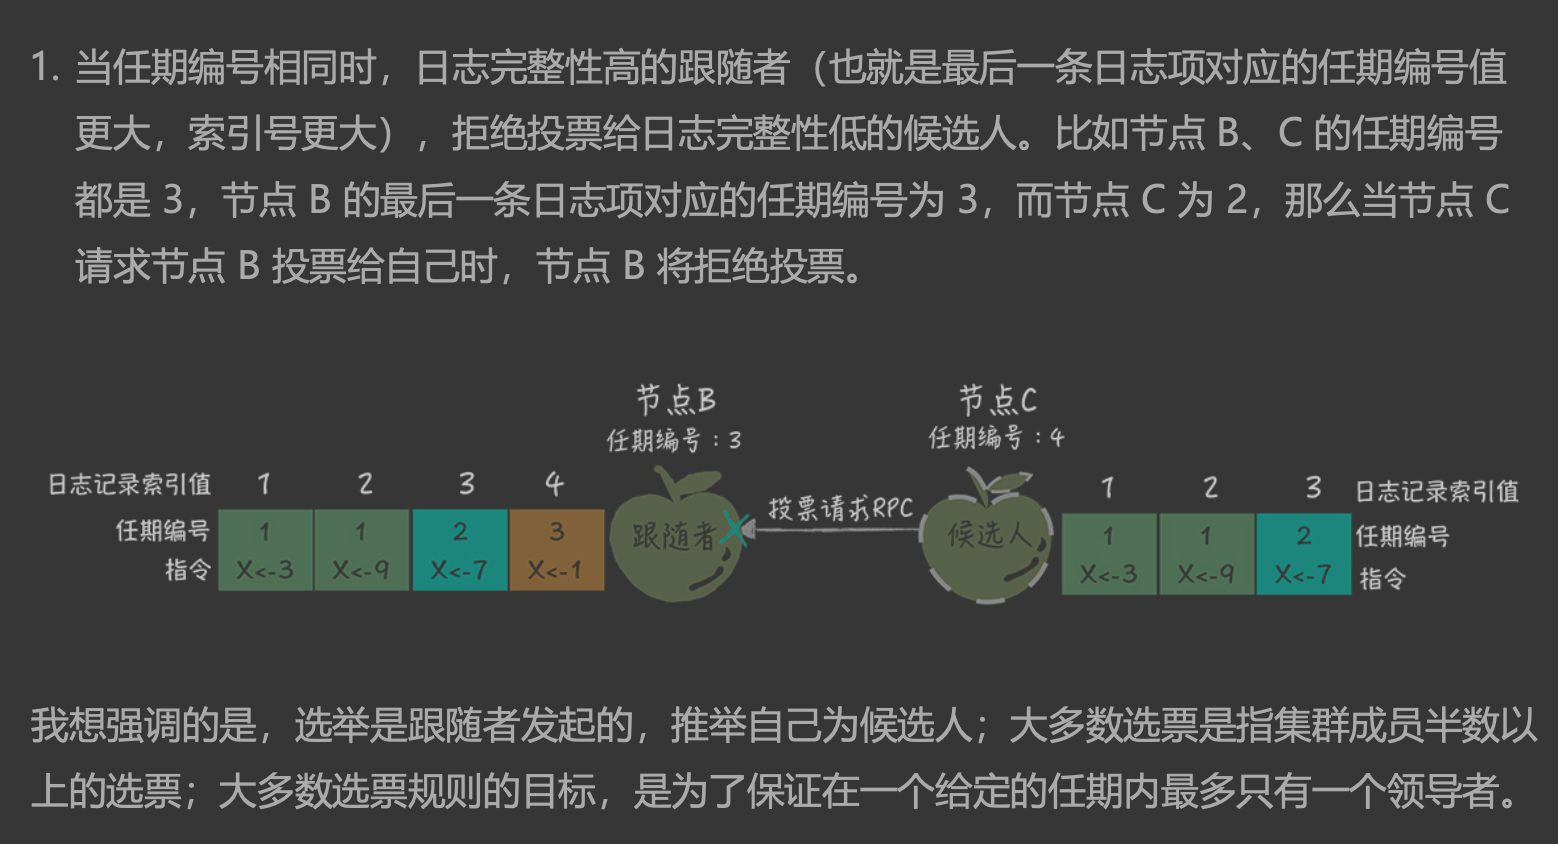 1. 当任期编号相同时，日志完整性高的跟随者（也就是最后一条日志项对应的任期编号值
更大，索引号更大），拒绝投票给日志完整性低的候选人。比如节点 B、C 的任期编号
都是 3，节点 B 的最后一条日志项对应的任期编号为 3，而节点 C 为 2，那么当节点 C
请求节点 B 投票给自己时，节点 B 将拒绝投票。
节点B
任期编号：3
日志记录索引值 1 2 3 4
任期编号 1 1 2 3
指令 X<-3 X<-9 X<-7 X<-1
跟随者
投票请求RPC
节点C
任期编号：4
候选人
1 2 3 日志记录索引值
1 1 2 任期编号
X<-3 X<-9 X<-7 指令
我想强调的是，选举是跟随者发起的，推举自己为候选人；大多数选票是指集群成员半数以
上的选票；大多数选票规则的目标，是为了保证在一个给定的任期内最多只有一个领导者。